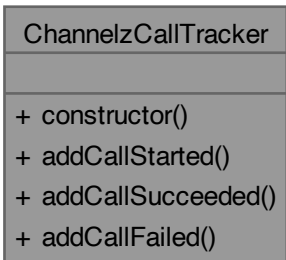 ChannelzCallTracker
+ constructor()
+ addCallStarted()
+ addCallSucceeded()
+ addCallFailed()